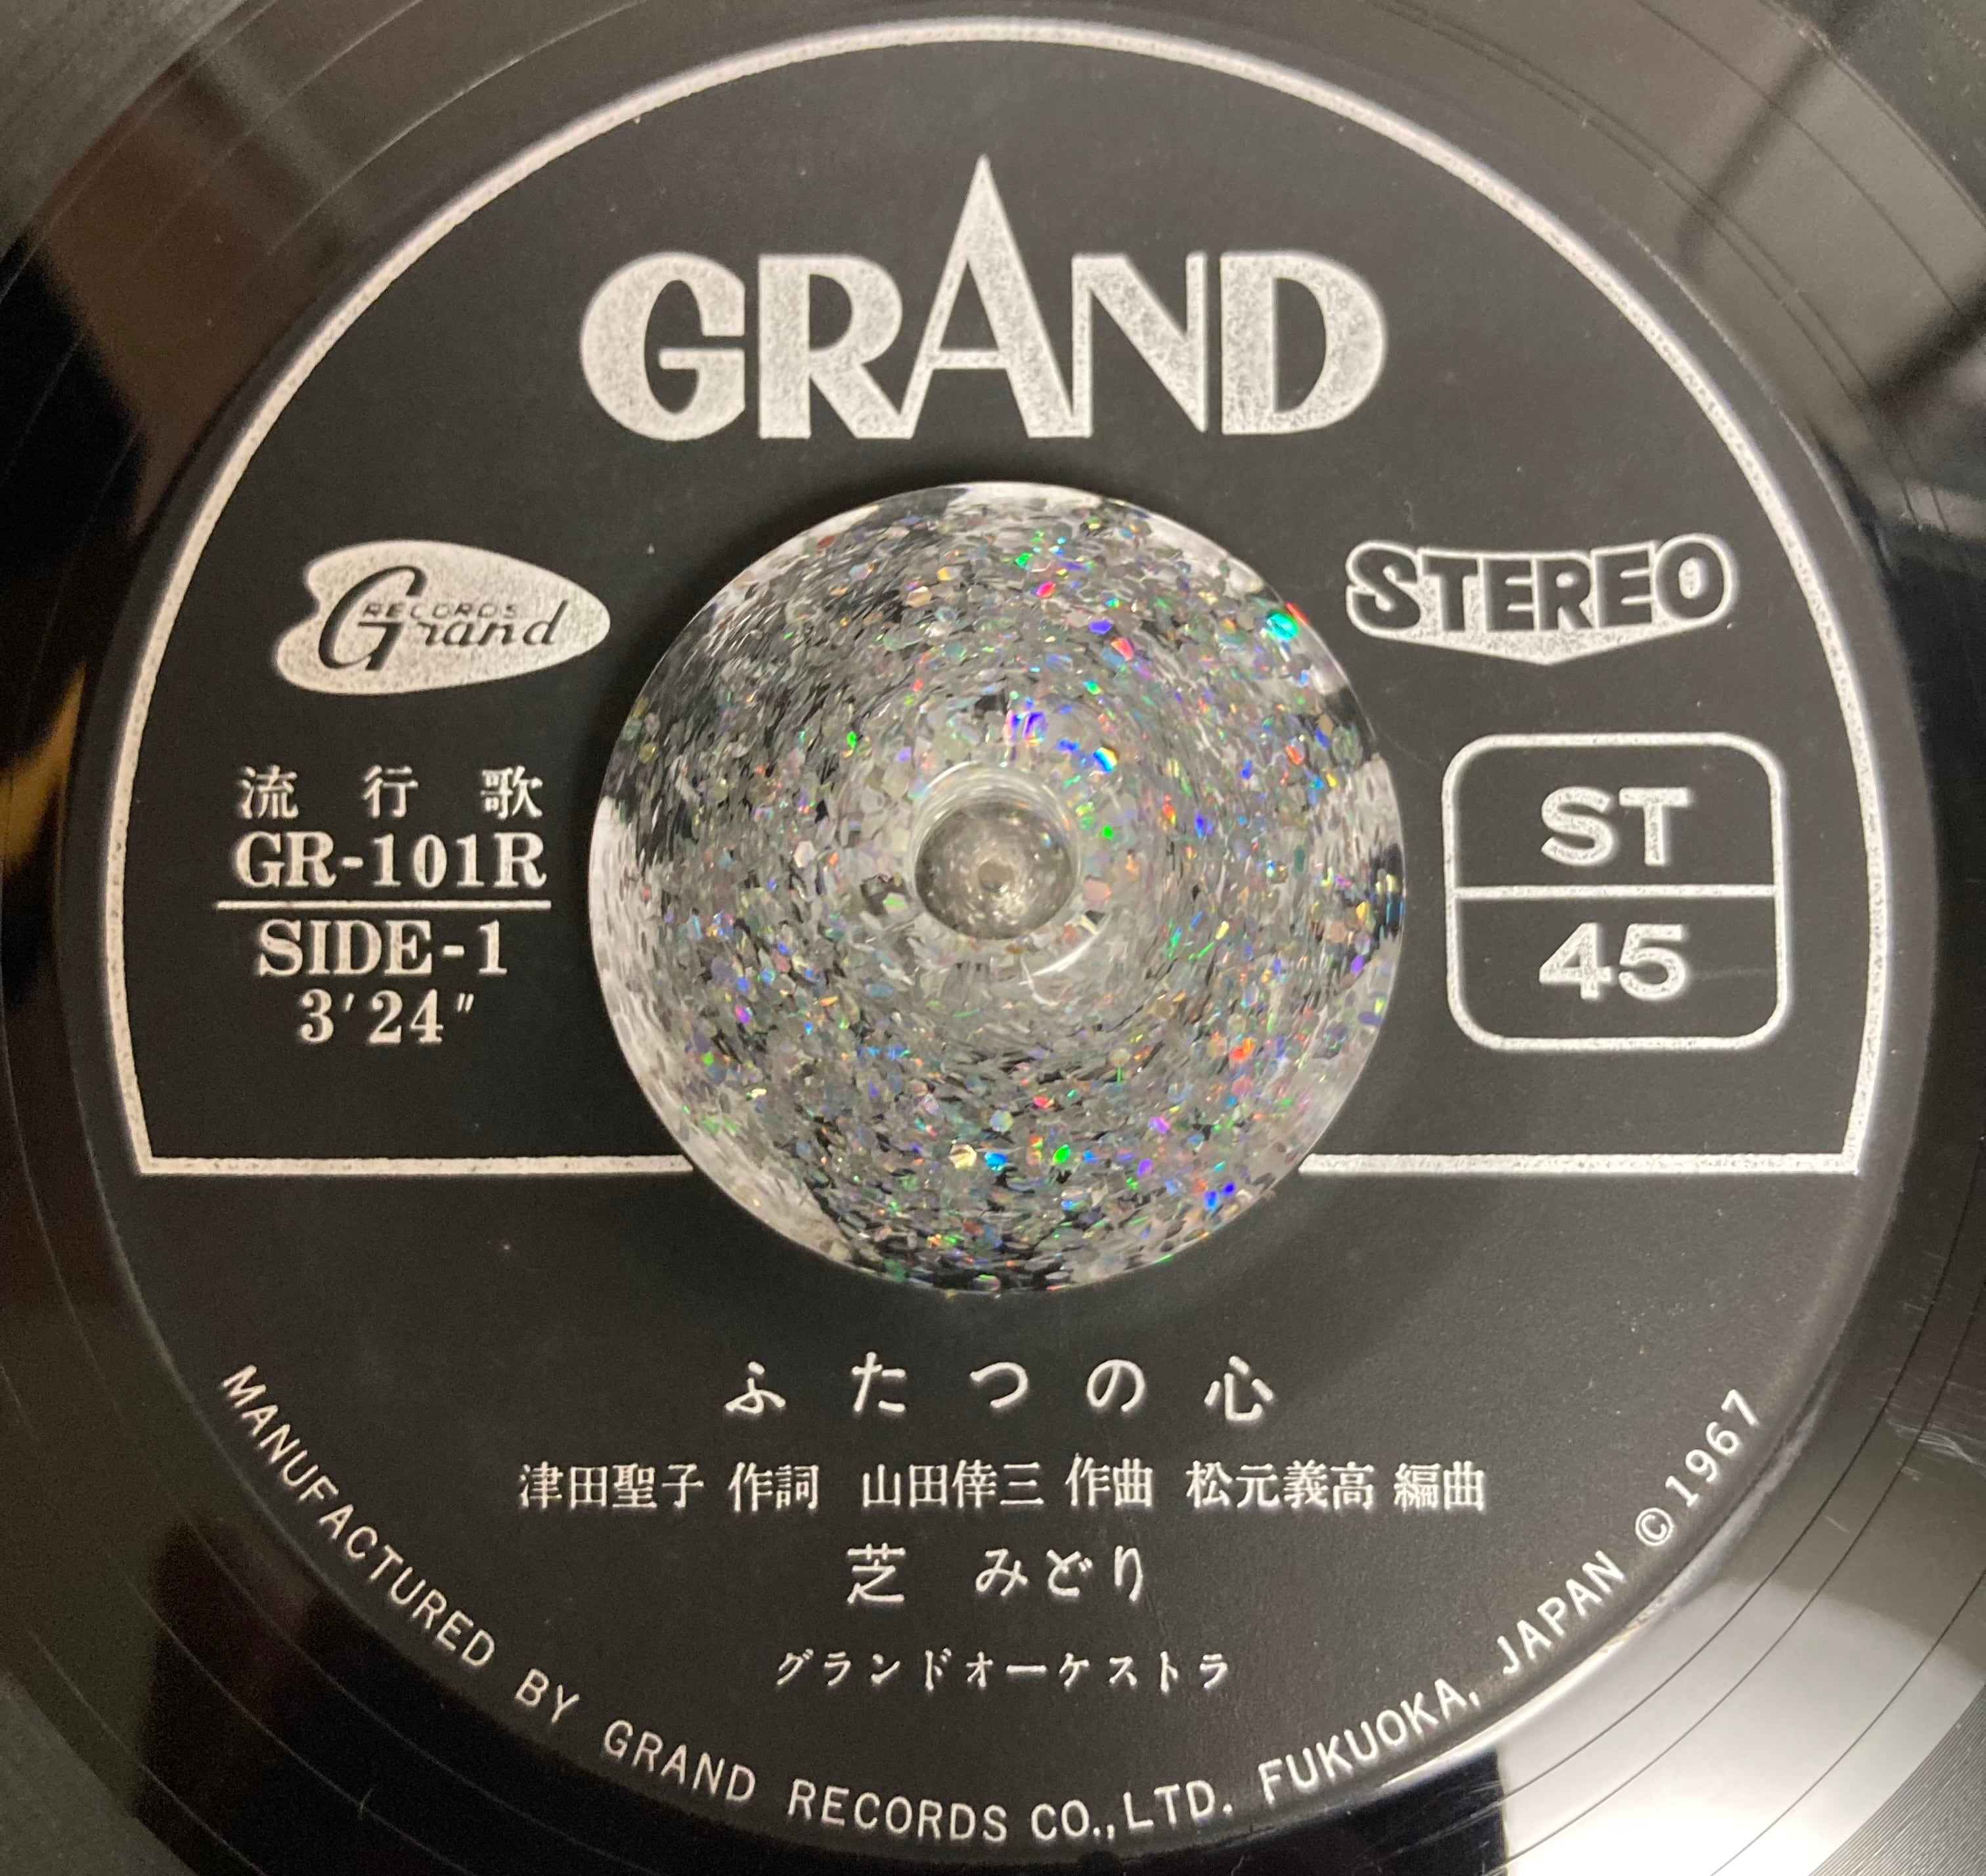 GRAND
RECORDS
Grand
STEREO
流行歌
GR-101R
SIDE-1
3′24″
ST
45
ふたつの心
津田聖子 作詞 山田倖三 作曲 松元義高 編曲
芝 みどり
グランドオーケストラ
MANUFACTURED BY GRAND RECORDS CO., LTD. FUKUOKA, JAPAN ©1967